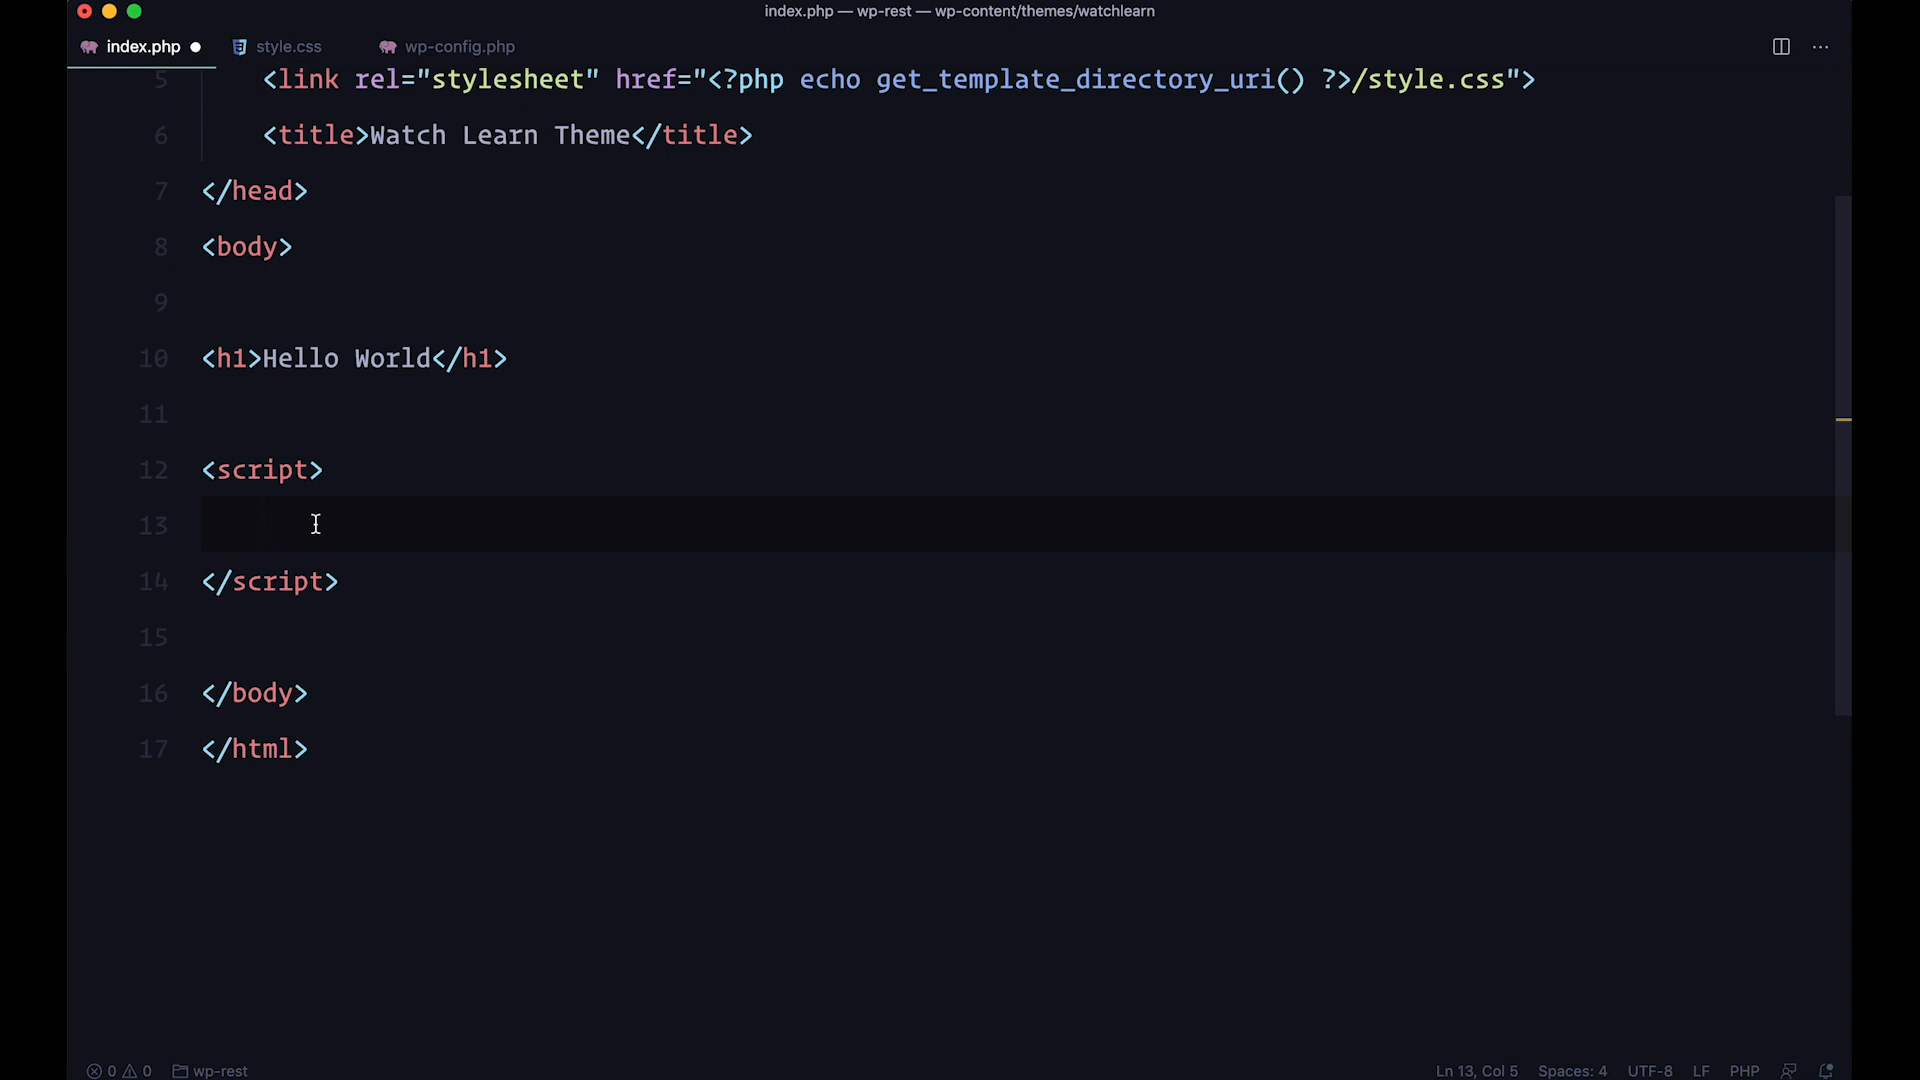 index.php — wp-rest — wp-content/themes/watchlearn
index.php ● style.css wp-config.php
5 <link rel="stylesheet" href="<?php echo get_template_directory_uri() ?>/style.css">
6 <title>Watch Learn Theme</title>
7 </head>
8 <body>
9
10 <h1>Hello World</h1>
11
12 <script>
13
14 </script>
15
16 </body>
17 </html>
0 0 wp-rest Ln 13, Col 5 Spaces: 4 UTF-8 LF PHP